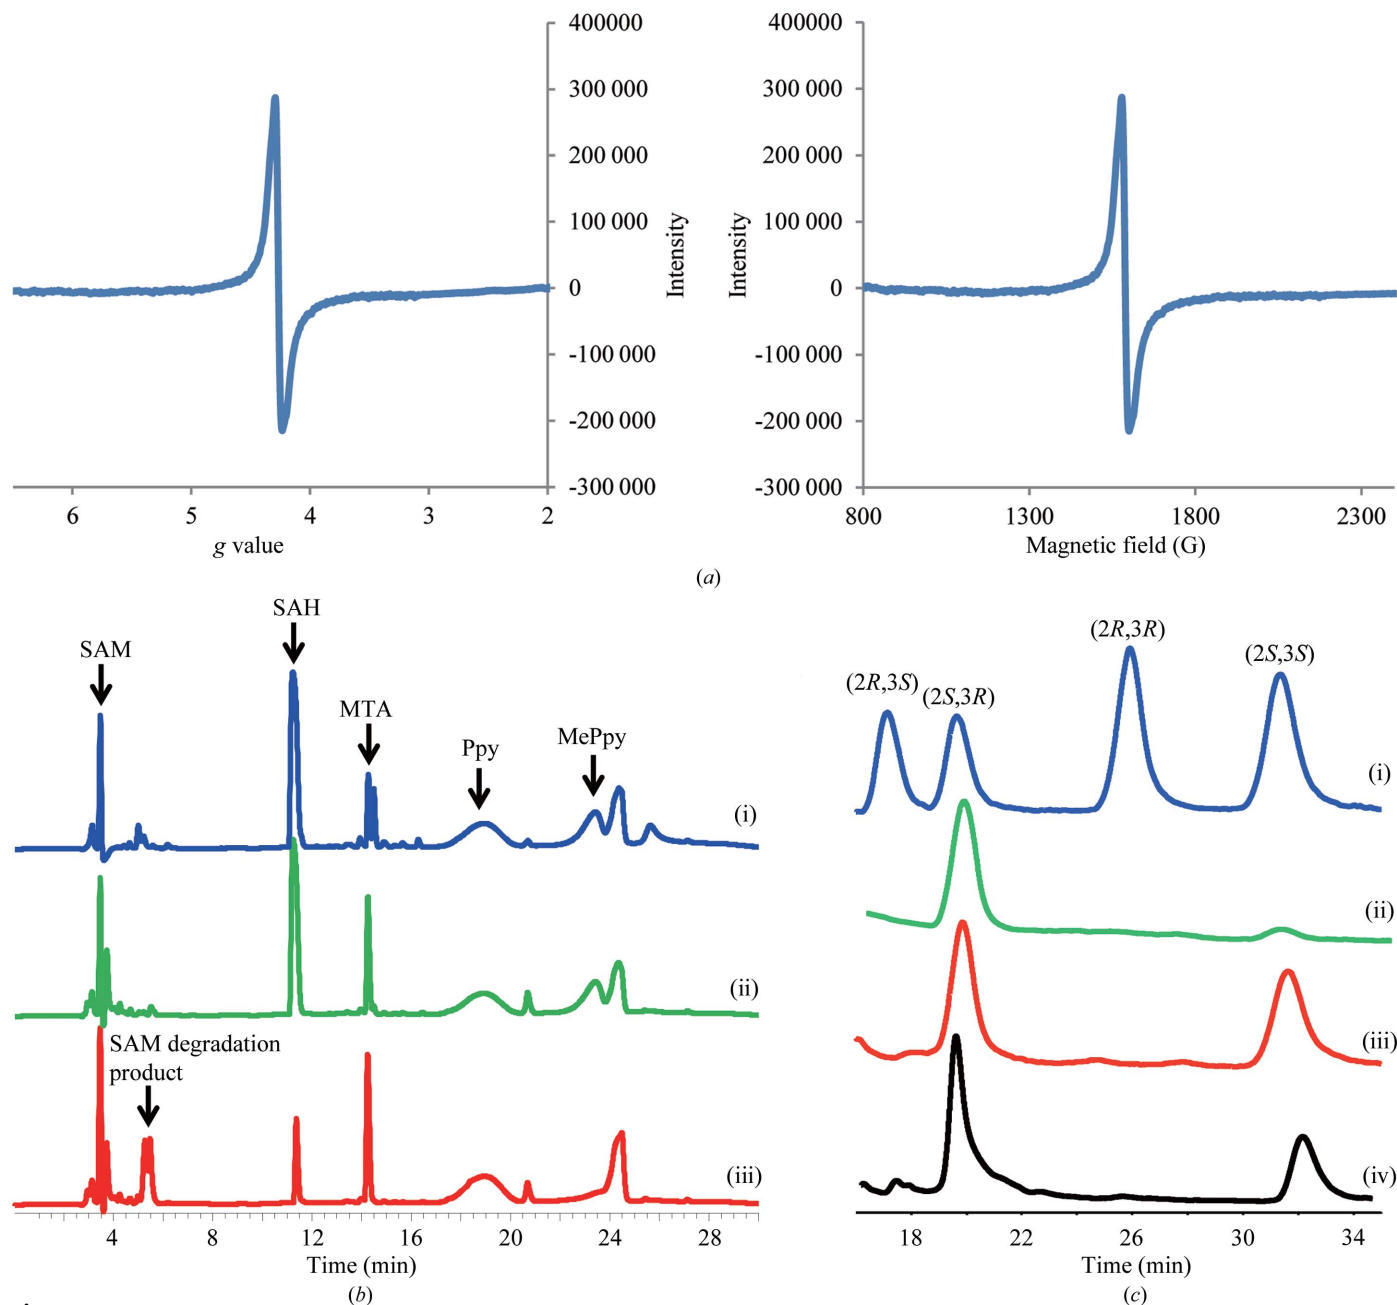 400000
300 000
200 000
100 000
0
-100 000
-200 000
-300 000
Intensity
6 5 4 3 2
g value
400000
300 000
200 000
100 000
0
-100 000
-200 000
-300 000
Intensity
800 1300 1800 2300
Magnetic field (G)
(a)
SAH
SAM
MTA
Ppy
MePpy
(i)
(ii)
SAM degradation
product
(iii)
4 8 12 16 20 24 28
Time (min)
(b)
(2R,3R)
(2S,3S)
(2R,3S)
(2S,3R)
(i)
(ii)
(iii)
(iv)
18 22 26 30 34
Time (min)
(c)